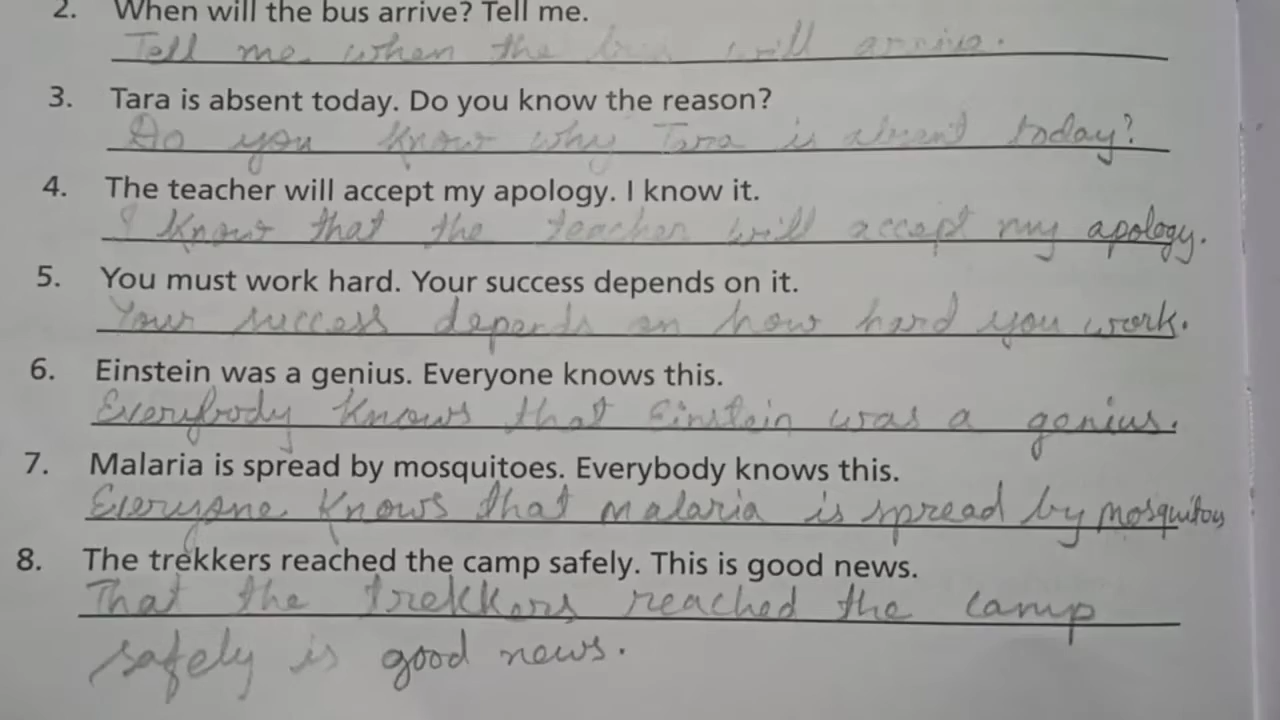 2. When will the bus arrive? Tell me.
Tell me when the bus will arrive.
3. Tara is absent today. Do you know the reason?
Do you know why Tara is absent today?
4. The teacher will accept my apology. I know it.
I know that the teacher will accept my apology.
5. You must work hard. Your success depends on it.
Your success depends on how hard you work.
6. Einstein was a genius. Everyone knows this.
Everybody knows that Einstein was a genius.
7. Malaria is spread by mosquitoes. Everybody knows this.
Everyone knows that malaria is spread by
8. The trekkers reached the camp safely. This is good news.
That the trekkers reached the camp
safely is good news.